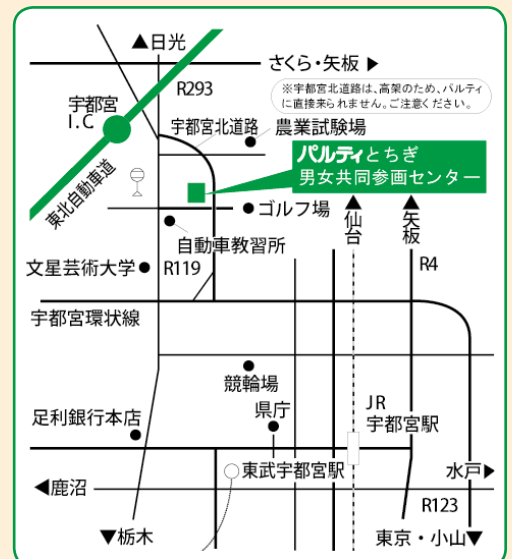 ▲日光
さくら・矢板 ▶
R293
※宇都宮北道路は、高架のため、パルティ
に直接来られません。ご注意ください。
宇都宮
I.C
宇都宮北道路
農業試験場
パルティとちぎ
男女共同参画センター
東北自動車道
ゴルフ場
▲仙台
▲矢板
自動車教習所
文星芸術大学
R119
R4
宇都宮環状線
競輪場
JR
宇都宮駅
足利銀行本店
県庁
東武宇都宮駅
水戸▶
◀鹿沼
R123
▼栃木
東京・小山▼